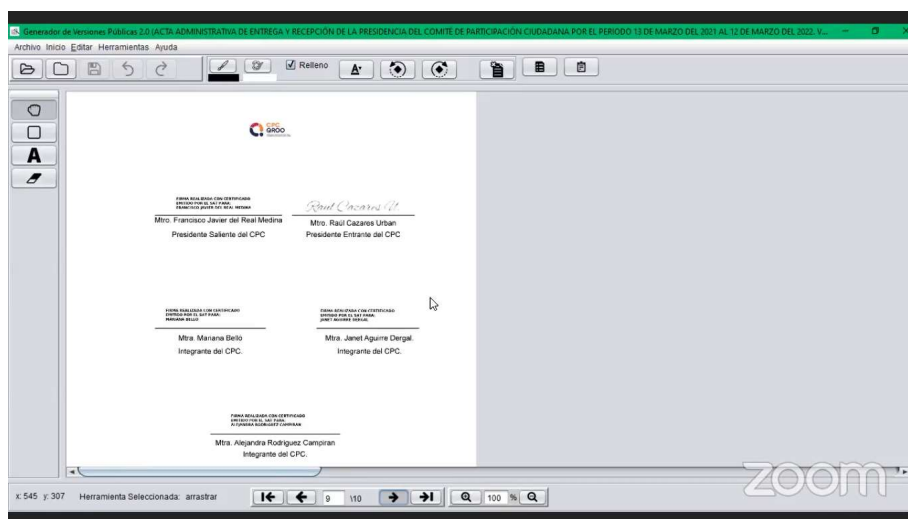 Generador de Versiones Públicas 2.0 (ACTA ADMINISTRATIVA DE ENTREGA Y RECEPCIÓN DE LA PRESIDENCIA DEL COMITÉ DE PARTICIPACIÓN CIUDADANA POR EL PERIODO 13 DE MARZO DEL 2021 AL 12 DE MARZO DEL 2022. V...
Archivo Inicio Editar Herramientas Ayuda
Relleno
CPC
QROO
FIRMA REALIZADA CON CERTIFICADO
EMITIDO POR EL SAT PARA:
FRANCISCO JAVIER DEL REAL MEDINA
Raul Cazares U
Mtro. Francisco Javier del Real Medina
Mtro. Raúl Cazares Urban
Presidente Saliente del CPC
Presidente Entrante del CPC
FIRMA REALIZADA CON CERTIFICADO
EMITIDO POR EL SAT PARA:
MARIANA BELLO
FIRMA REALIZADA CON CERTIFICADO
EMITIDO POR EL SAT PARA:
JANET AGUIRRE DERGAL
Mtra. Mariana Belló
Mtra. Janet Aguirre Dergal.
Integrante del CPC.
Integrante del CPC.
FIRMA REALIZADA CON CERTIFICADO
EMITIDO POR EL SAT PARA:
ALEJANDRA RODRIGUEZ CAMPIRAN
Mtra. Alejandra Rodriguez Campiran
Integrante del CPC.
x: 545 y: 307 Herramienta Seleccionada: arrastrar 9 \10 100 %
zoom